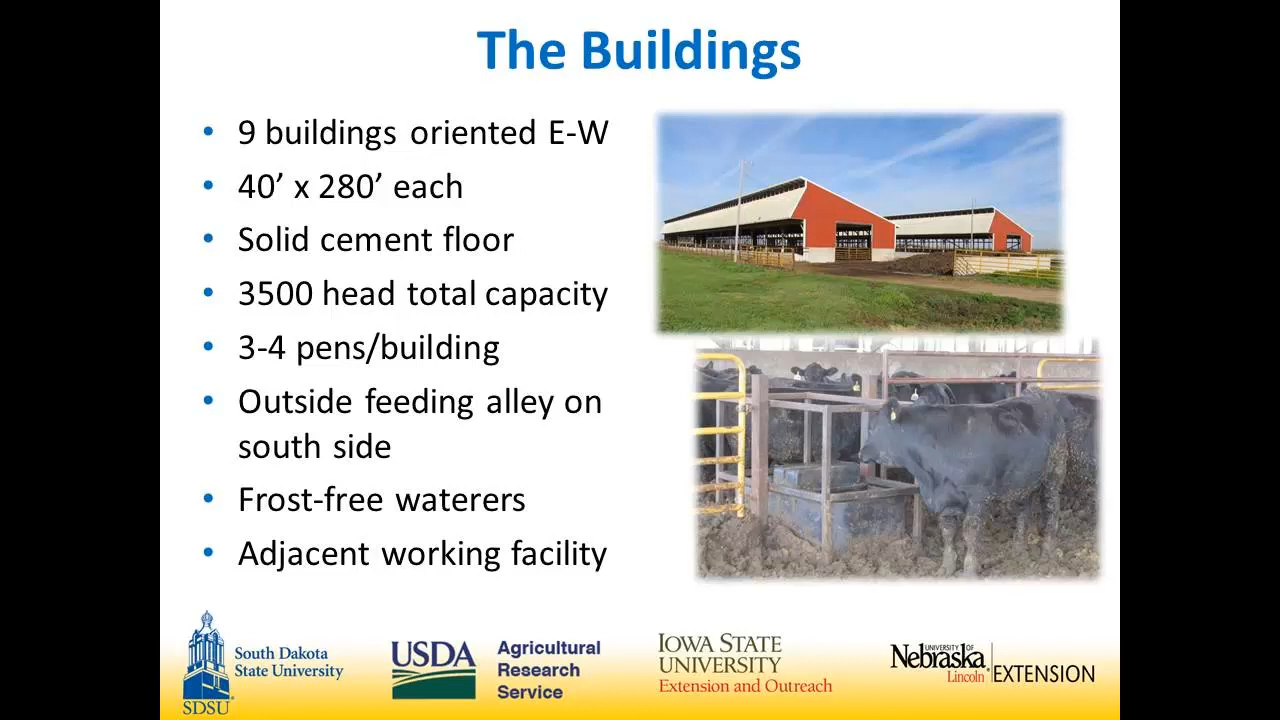 The Buildings
• 9 buildings oriented E-W
• 40’ x 280’ each
• Solid cement floor
• 3500 head total capacity
• 3-4 pens/building
• Outside feeding alley on
south side
• Frost-free waterers
• Adjacent working facility
SDSU
South Dakota
State University
USDA
Agricultural
Research
Service
IOWA STATE
UNIVERSITY
Extension and Outreach
UNIVERSITY OF
Nebraska
Lincoln
EXTENSION